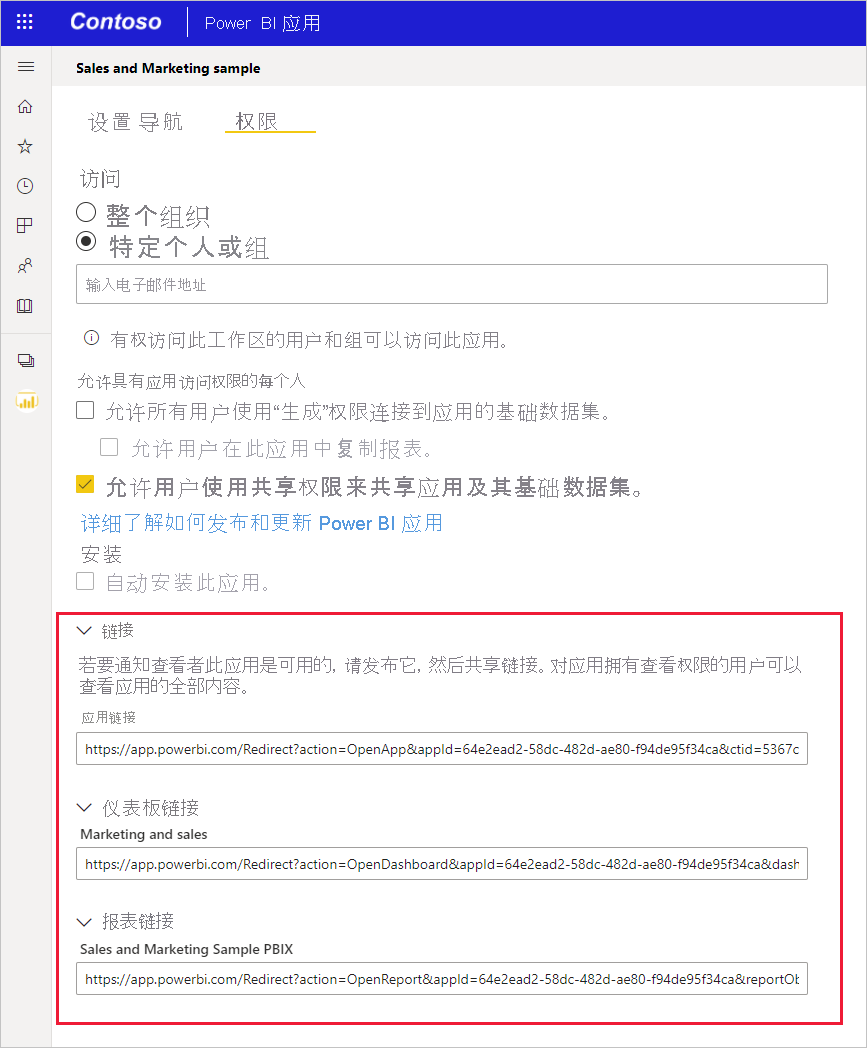 Contoso Power BI 应用
Sales and Marketing sample
设置 导航 权限
访问
整个组织
特定个人或组
输入电子邮件地址
有权访问此工作区的用户和组可以访问此应用。
允许具有应用访问权限的每个人
允许所有用户使用“生成”权限连接到应用的基础数据集。
允许用户在此应用中复制报表。
允许用户使用共享权限来共享应用及其基础数据集。
详细了解如何发布和更新 Power BI 应用
安装
自动安装此应用。
链接
若要通知查看者此应用是可用的, 请发布它, 然后共享链接。对应用拥有查看权限的用户可以
查看应用的全部内容。
应用链接
https://app.powerbi.com/Redirect?action=OpenApp&appId=64e2ead2-58dc-482d-ae80-f94de95f34ca&ctid=5367c
仪表板链接
Marketing and sales
https://app.powerbi.com/Redirect?action=OpenDashboard&appId=64e2ead2-58dc-482d-ae80-f94de95f34ca&dash
报表链接
Sales and Marketing Sample PBIX
https://app.powerbi.com/Redirect?action=OpenReport&appId=64e2ead2-58dc-482d-ae80-f94de95f34ca&reportOb